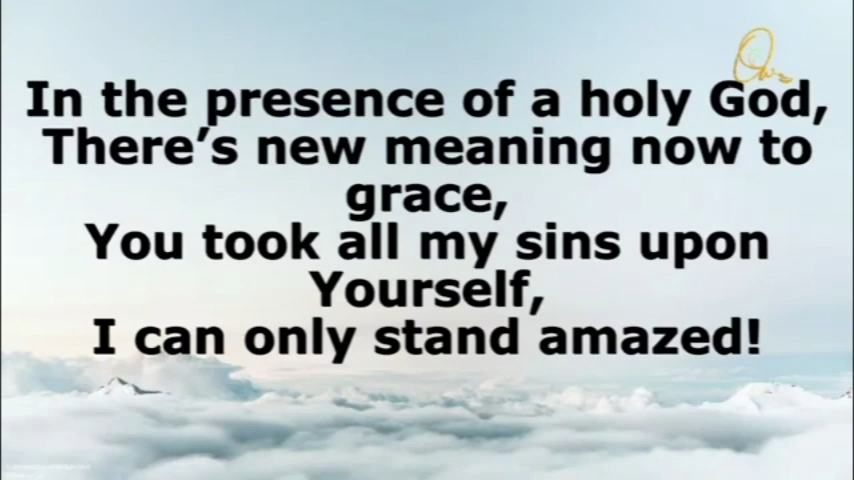 In the presence of a holy God,
There’s new meaning now to
grace,
You took all my sins upon
Yourself,
I can only stand amazed!